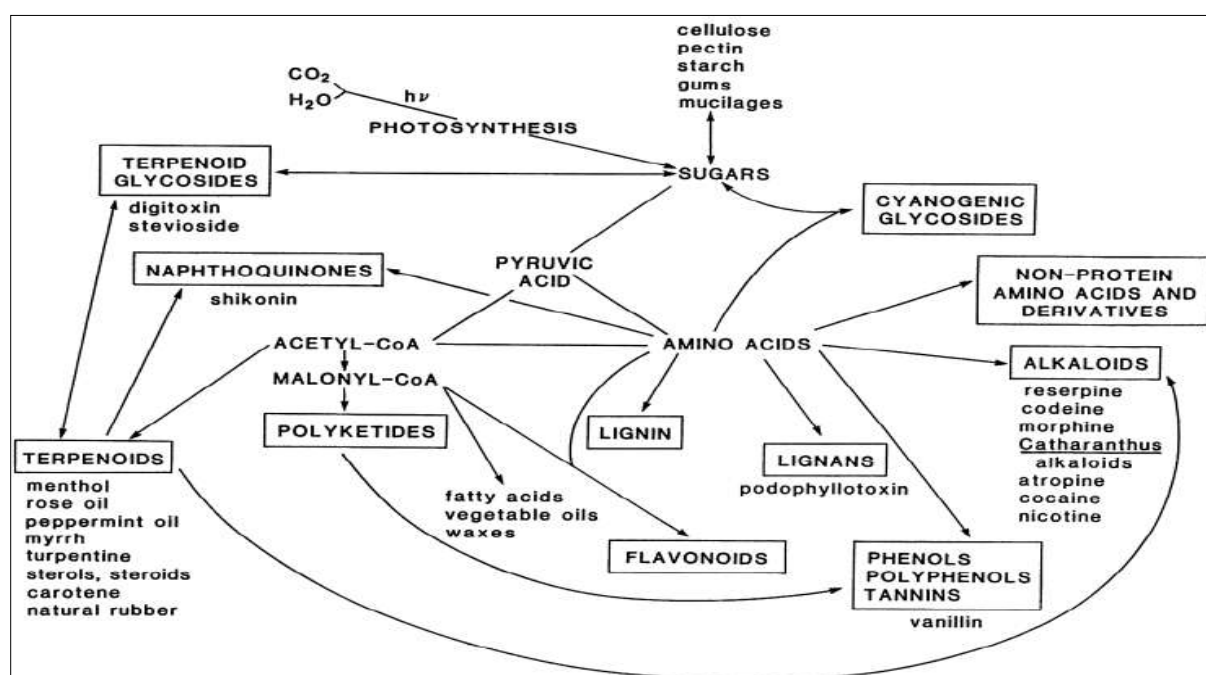 cellulose
pectin
starch
gums
mucilages
CO₂
H₂O
hν
PHOTOSYNTHESIS
SUGARS
TERPENOID
GLYCOSIDES
digitoxin
stevioside
CYANOGENIC
GLYCOSIDES
NAPHTHOQUINONES
shikonin
PYRUVIC
ACID
NON-PROTEIN
AMINO ACIDS AND
DERIVATIVES
ACETYL-CoA
MALONYL-CoA
AMINO ACIDS
ALKALOIDS
reserpine
codeine
morphine
Catharanthus
alkaloids
atropine
cocaine
nicotine
POLYKETIDES
LIGNIN
LIGNANS
podophyllotoxin
TERPENOIDS
menthol
rose oil
peppermint oil
myrrh
turpentine
sterols, steroids
carotene
natural rubber
fatty acids
vegetable oils
waxes
FLAVONOIDS
PHENOLS
POLYPHENOLS
TANNINS
vanillin